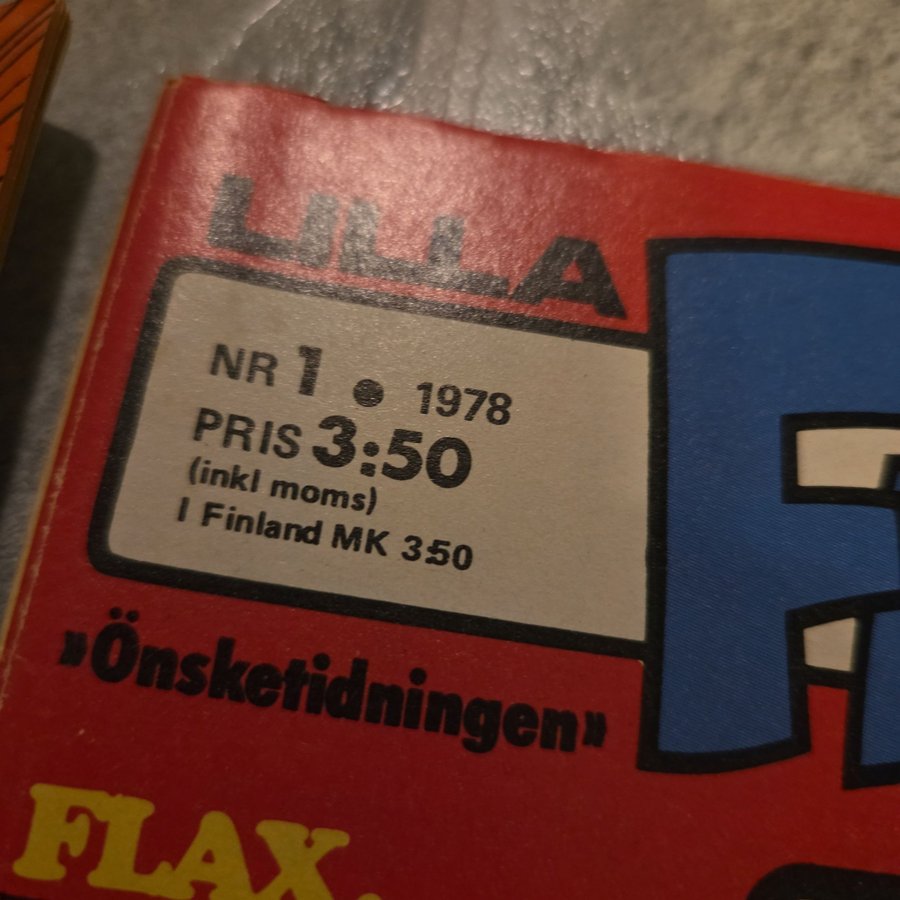 LILLA
F
NR 1 • 1978
PRIS 3:50
(inkl moms)
I Finland MK 3:50
»Önsketidningen»
FLAX.